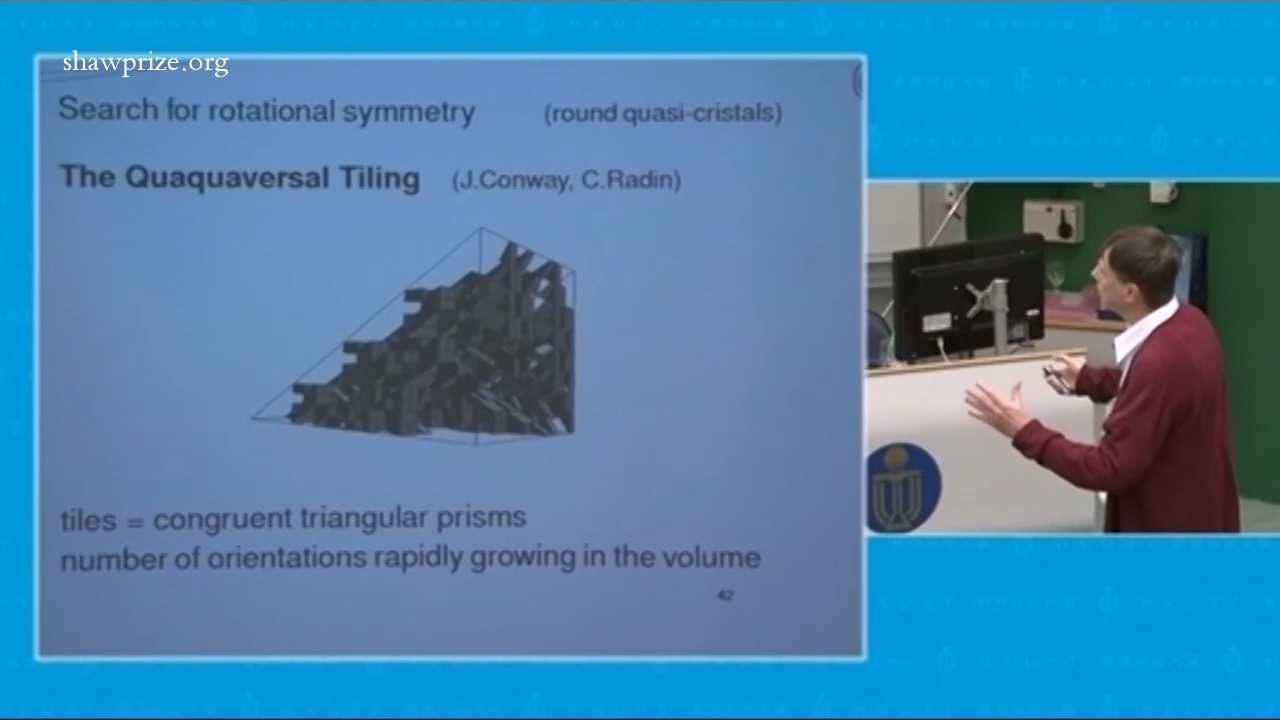 shawprize.org
Search for rotational symmetry (round quasi-cristals)
The Quaquaversal Tiling (J.Conway, C.Radin)
tiles = congruent triangular prisms
number of orientations rapidly growing in the volume
42